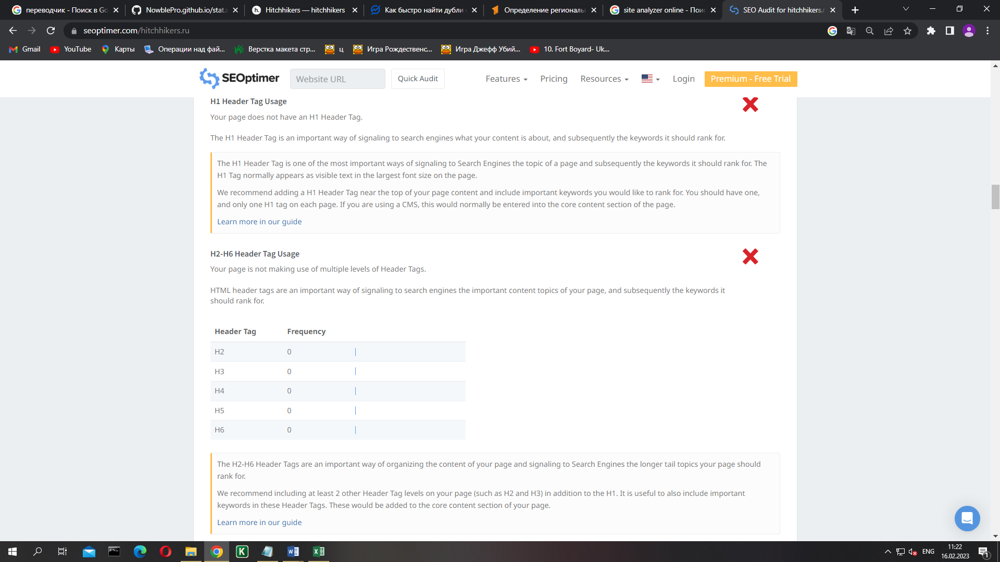 переводчик - Поиск в Go
NowblePro.github.io/stat.
Hitchhikers — hitchhikers
Как быстро найти дубли
Определение региональ
site analyzer online - Пои
SEO Audit for hitchhikers.r
seoptimer.com/hitchhikers.ru
Gmail
YouTube
Карты
Операции над фай...
Верстка макета стр...
ц
Игра Рождественс...
Игра Джефф Убий...
10. Fort Boyard- Uk...
SEOptimer
Website URL
Quick Audit
Features
Pricing
Resources
Login
Premium - Free Trial
H1 Header Tag Usage
Your page does not have an H1 Header Tag.
The H1 Header Tag is an important way of signaling to search engines what your content is about, and subsequently the keywords it should rank for.
The H1 Header Tag is one of the most important ways of signaling to Search Engines the topic of a page and subsequently the keywords it should rank for. The
H1 Tag normally appears as visible text in the largest font size on the page.
We recommend adding a H1 Header Tag near the top of your page content and include important keywords you would like to rank for. You should have one,
and only one H1 tag on each page. If you are using a CMS, this would normally be entered into the core content section of the page.
Learn more in our guide
H2-H6 Header Tag Usage
Your page is not making use of multiple levels of Header Tags.
HTML header tags are an important way of signaling to search engines the important content topics of your page, and subsequently the keywords it
should rank for.
Header Tag Frequency
H2 0
H3 0
H4 0
H5 0
H6 0
The H2-H6 Header Tags are an important way of organizing the content of your page and signaling to Search Engines the longer tail topics your page should
rank for.
We recommend including at least 2 other Header Tag levels on your page (such as H2 and H3) in addition to the H1. It is useful to also include important
keywords in these Header Tags. These would be added to the core content section of your page.
Learn more in our guide
ENG
11:22
16.02.2023
1